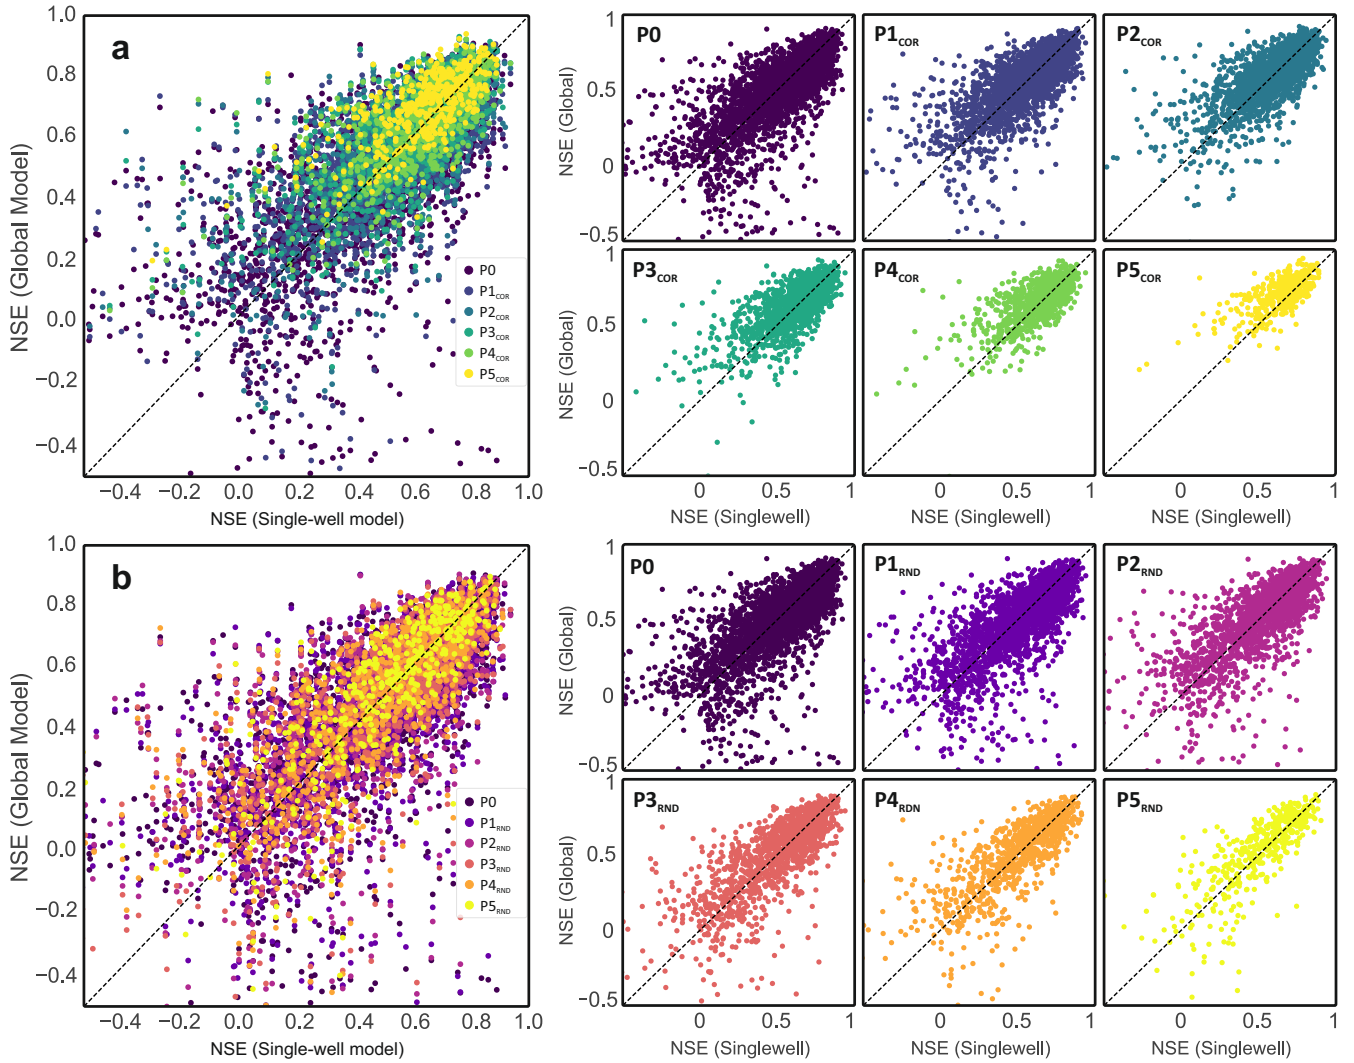 a
1.0
0.8
0.6
0.4
0.2
0.0
−0.2
−0.4
NSE (Global Model)
P0
P1COR
P2COR
P3COR
P4COR
P5COR
−0.4 −0.2 0.0 0.2 0.4 0.6 0.8 1.0
NSE (Single-well model)
P0 P1COR P2COR
1
0.5
0
−0.5
NSE (Global)
P3COR P4COR P5COR
1
0.5
0
−0.5
NSE (Global)
0 0.5 1 0 0.5 1 0 0.5 1
NSE (Singlewell) NSE (Singlewell) NSE (Singlewell)
b
1.0
0.8
0.6
0.4
0.2
0.0
−0.2
−0.4
NSE (Global Model)
P0
P1RND
P2RND
P3RND
P4RND
P5RND
−0.4 −0.2 0.0 0.2 0.4 0.6 0.8 1.0
NSE (Single-well model)
P0 P1RND P2RND
1
0.5
0
−0.5
NSE (Global)
P3RND P4RDN P5RND
1
0.5
0
−0.5
NSE (Global)
0 0.5 1 0 0.5 1 0 0.5 1
NSE (Singlewell) NSE (Singlewell) NSE (Singlewell)